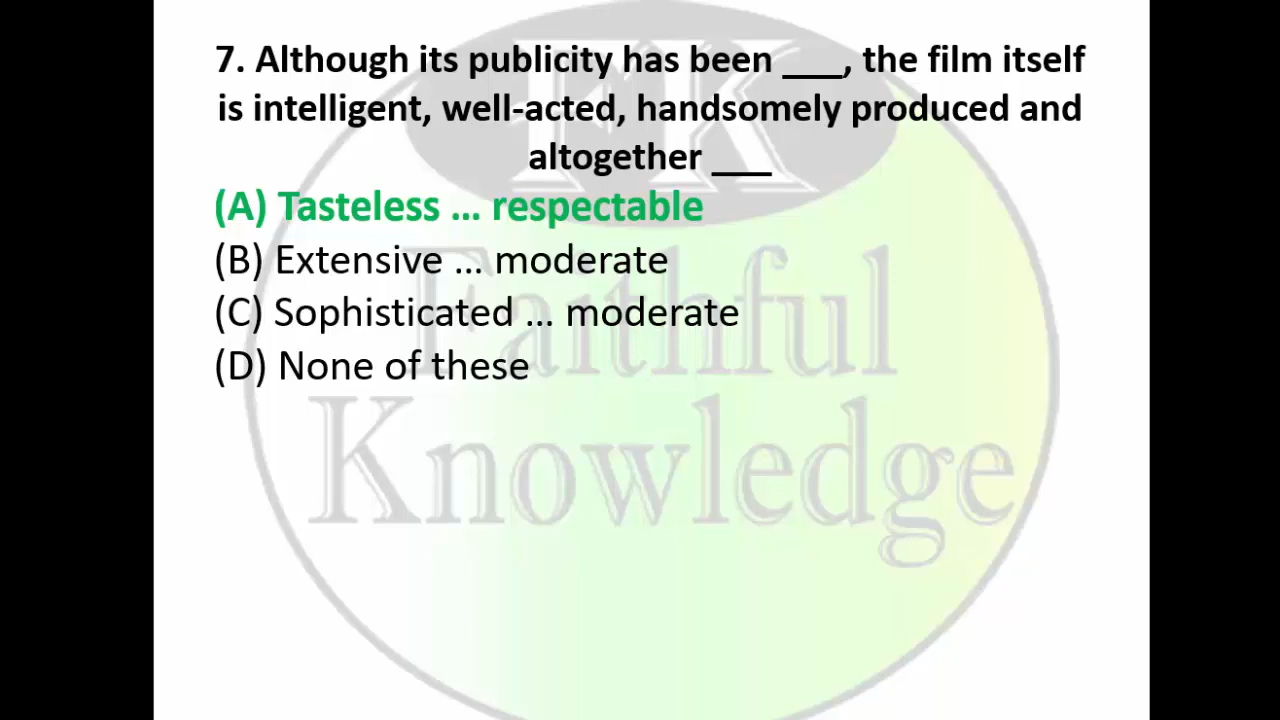 7. Although its publicity has been ___, the film itself
is intelligent, well-acted, handsomely produced and
altogether ___
(A) Tasteless ... respectable
(B) Extensive ... moderate
(C) Sophisticated ... moderate
(D) None of these
FK
Faithful
Knowledge